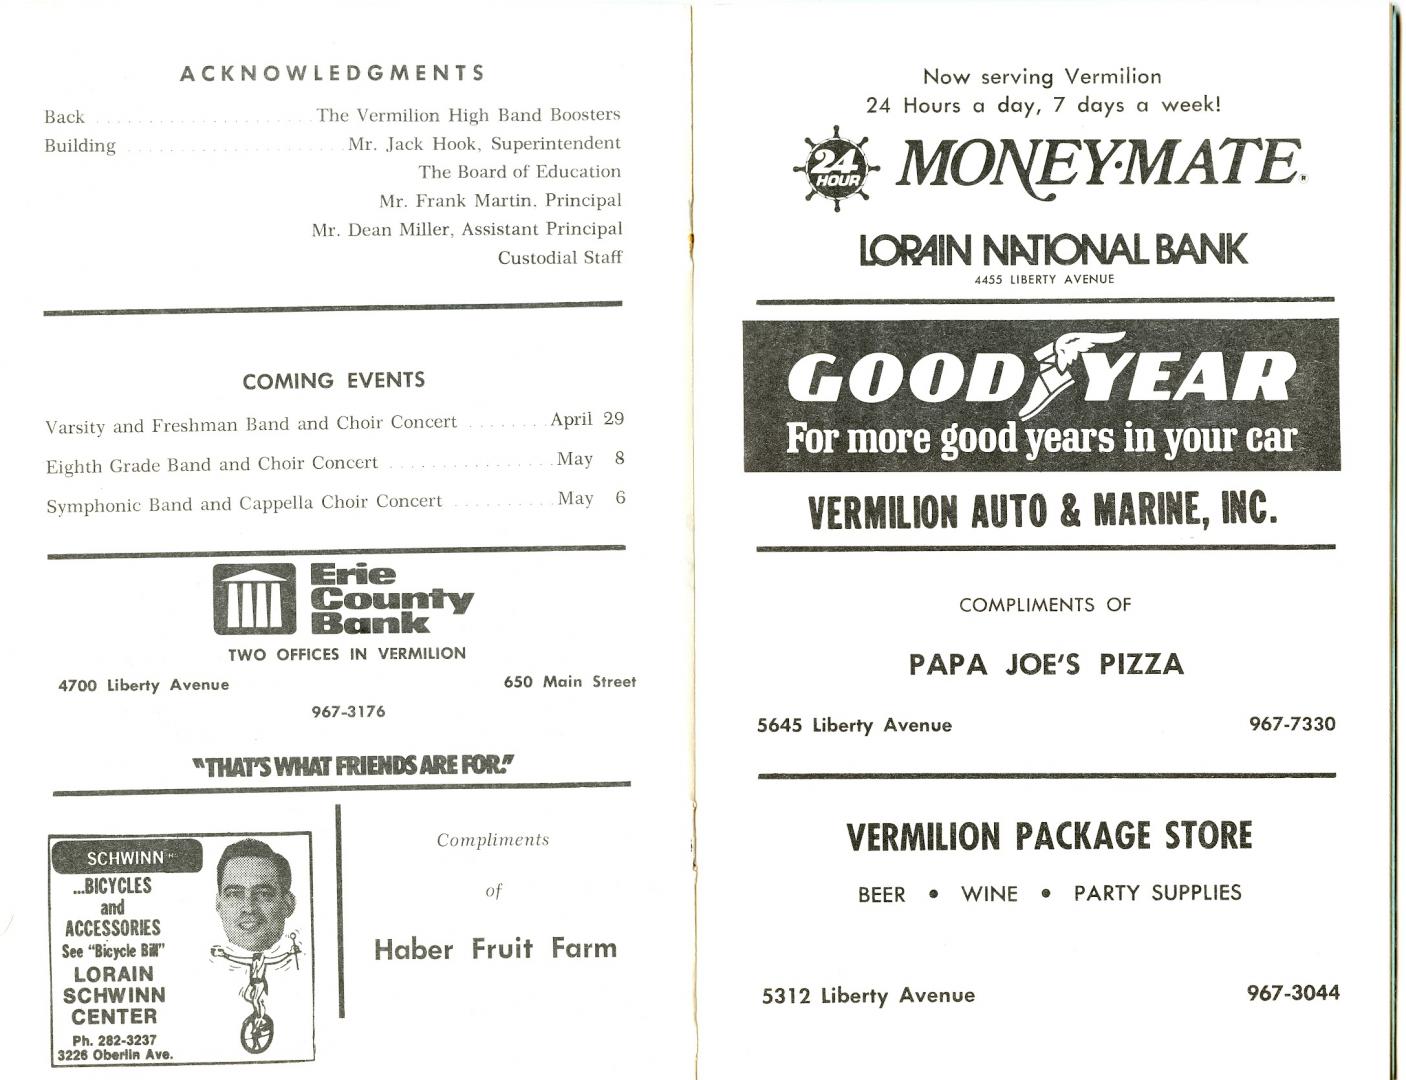 ACKNOWLEDGMENTS
Back . . . . . . . . . . . . . . . . . . . . . The Vermilion High Band Boosters
Building . . . . . . . . . . . . . . . . . . . . . Mr. Jack Hook, Superintendent
The Board of Education
Mr. Frank Martin. Principal
Mr. Dean Miller, Assistant Principal
Custodial Staff
COMING EVENTS
Varsity and Freshman Band and Choir Concert . . . . . . . . April 29
Eighth Grade Band and Choir Concert . . . . . . . . . . . . . . . . May 8
Symphonic Band and Cappella Choir Concert . . . . . . . . . . May 6
Erie
County
Bank
TWO OFFICES IN VERMILION
4700 Liberty Avenue 650 Main Street
967-3176
"THAT'S WHAT FRIENDS ARE FOR."
SCHWINN
...BICYCLES
and
ACCESSORIES
See "Bicycle Bill"
LORAIN
SCHWINN
CENTER
Ph. 282-3237
3226 Oberlin Ave.
Compliments
of
Haber Fruit Farm
Now serving Vermilion
24 Hours a day, 7 days a week!
24
HOUR
MONEY·MATE®
LORAIN NATIONAL BANK
4455 LIBERTY AVENUE
GOODYEAR
For more good years in your car
VERMILION AUTO & MARINE, INC.
COMPLIMENTS OF
PAPA JOE'S PIZZA
5645 Liberty Avenue 967-7330
VERMILION PACKAGE STORE
BEER • WINE • PARTY SUPPLIES
5312 Liberty Avenue 967-3044